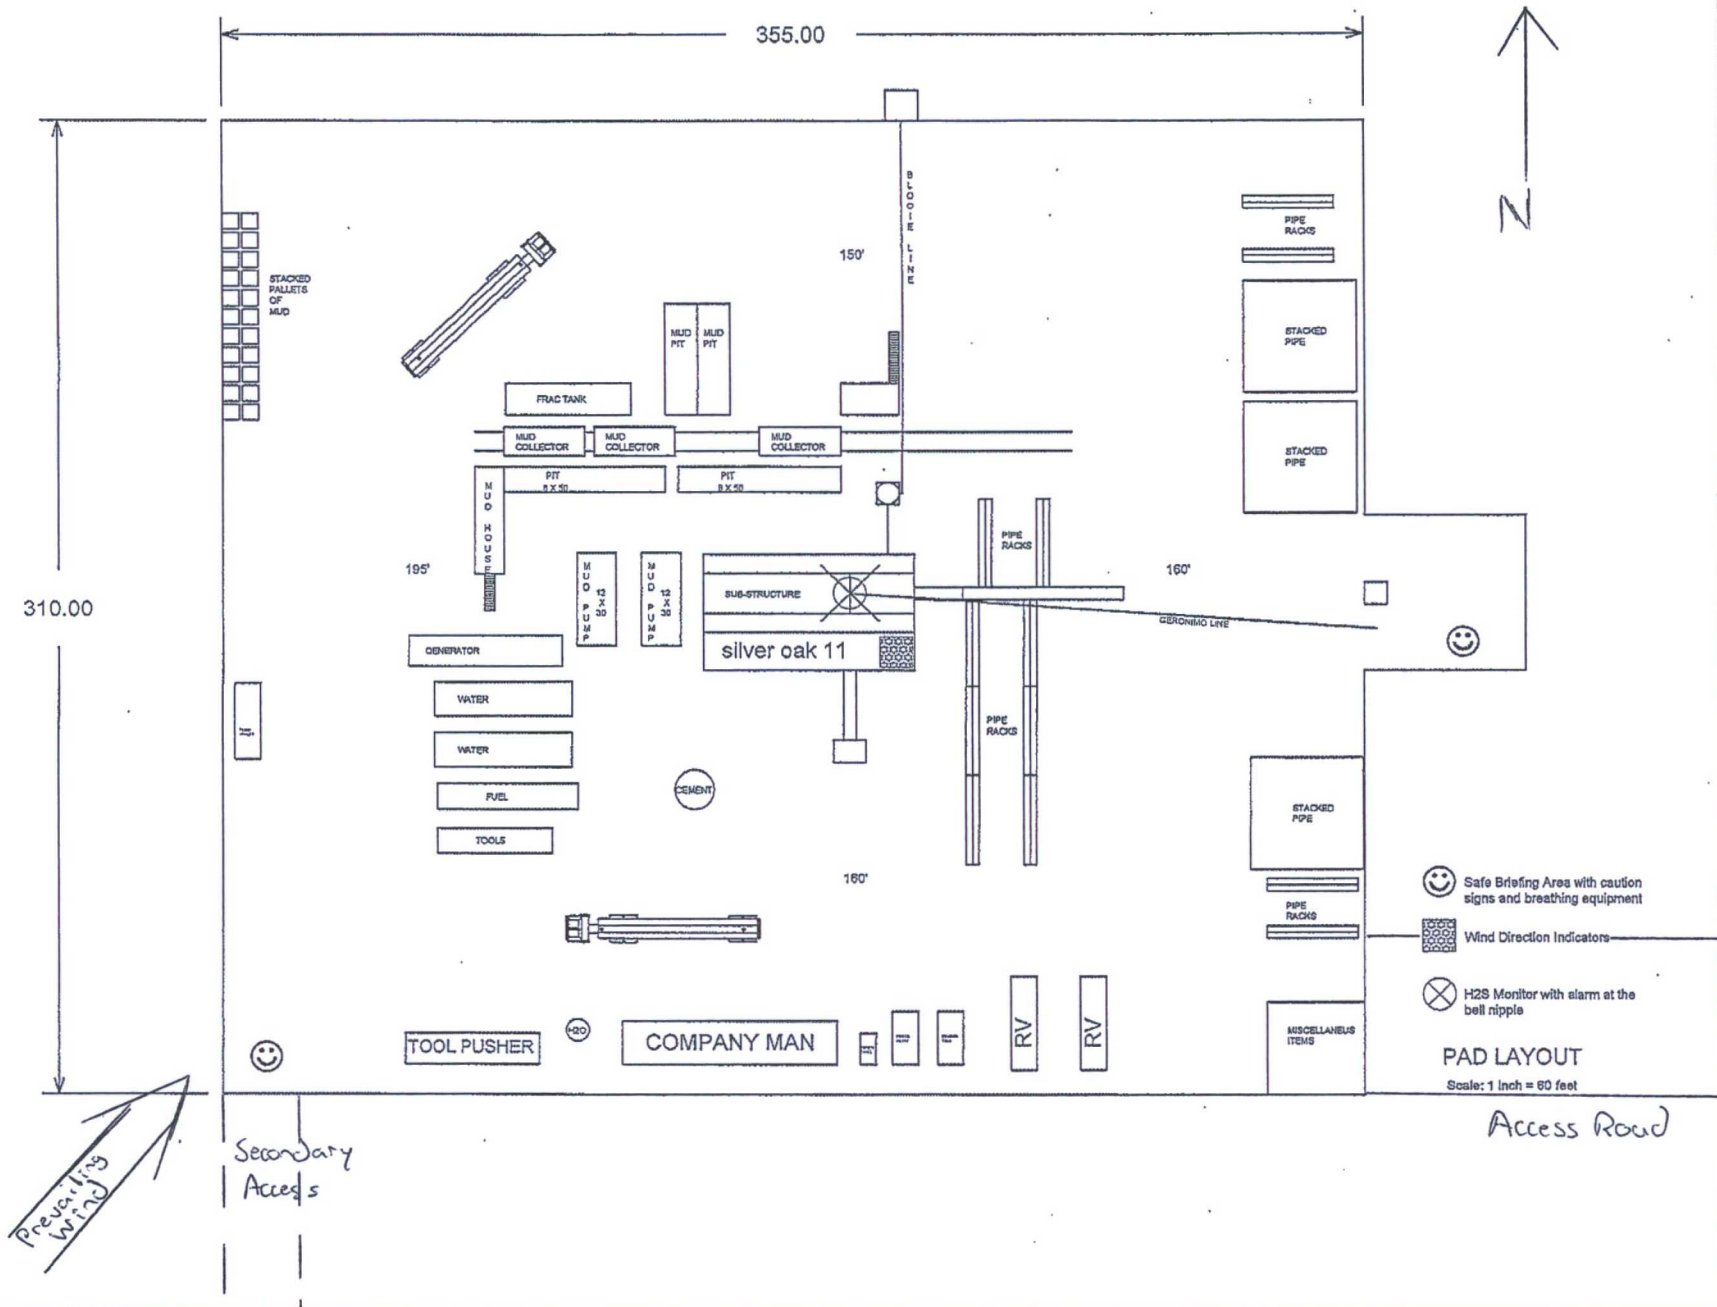 355.00
N
BLOOIE LINE
150'
PIPE
RACKS
STACKED
PALLETS
OF
MUD
MUD
PIT
MUD
PIT
STACKED
PIPE
FRAC TANK
MUD
COLLECTOR
MUD
COLLECTOR
MUD
COLLECTOR
STACKED
PIPE
PIT
8 X 50
PIT
8 X 50
MUD HOUSE
PIPE
RACKS
195'
160'
310.00
MUD PUMP
12
X
30
MUD PUMP
12
X
30
SUB-STRUCTURE
GERONIMO LINE
silver oak 11
GENERATOR
WATER
WATER
PIPE
RACKS
FUEL
CEMENT
TOOLS
STACKED
PIPE
160'
Safe Briefing Area with caution
signs and breathing equipment
PIPE
RACKS
Wind Direction Indicators
H2S Monitor with alarm at the
bell nipple
TOOL PUSHER
H2O
COMPANY MAN
RV
RV
MISCELLANEUS
ITEMS
PAD LAYOUT
Scale: 1 inch = 60 feet
Access Road
Secondary
Access
Prevailing
Wind